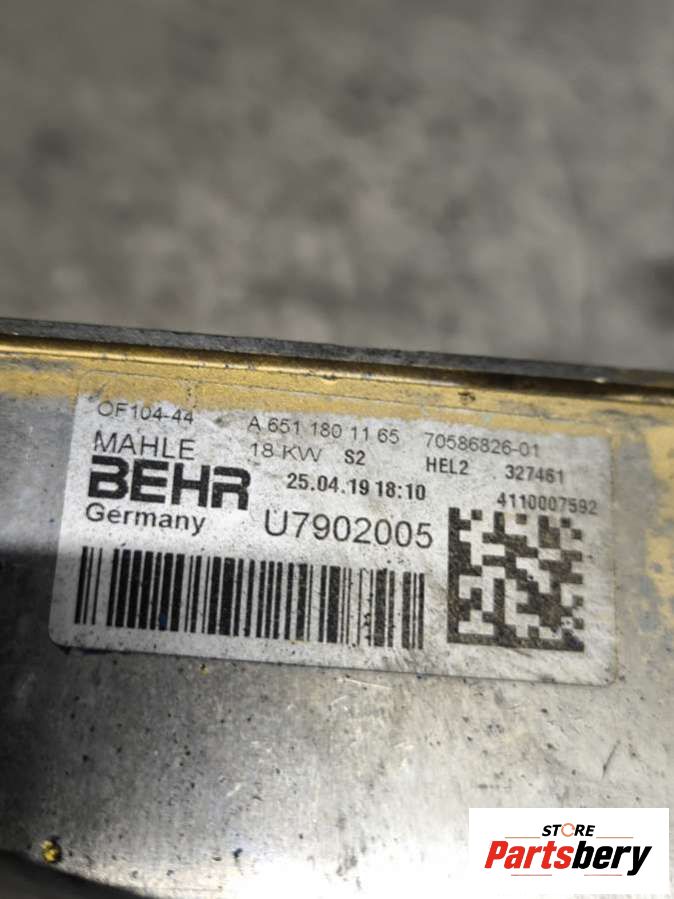 OF104-44 A 651 180 11 65 70586826-01
MAHLE 18 KW S2 HEL2 327461
BEHR 25.04.19 18:10 4110007592
Germany U7902005
STORE
Partsbery